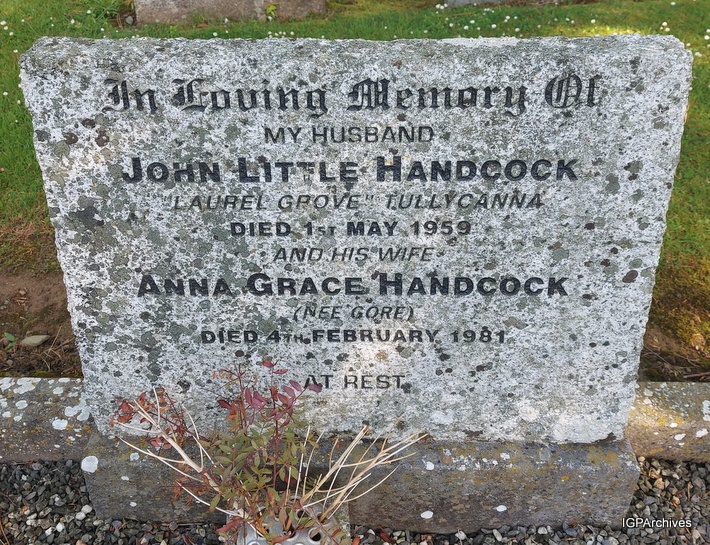 In Loving Memory Of
MY HUSBAND
JOHN LITTLE HANDCOCK
"LAUREL GROVE" TULLYCANNA
DIED 1ST MAY 1959
AND HIS WIFE
ANNA GRACE HANDCOCK
(NEE GORE)
DIED 4TH FEBRUARY 1981
AT REST
IGPArchives